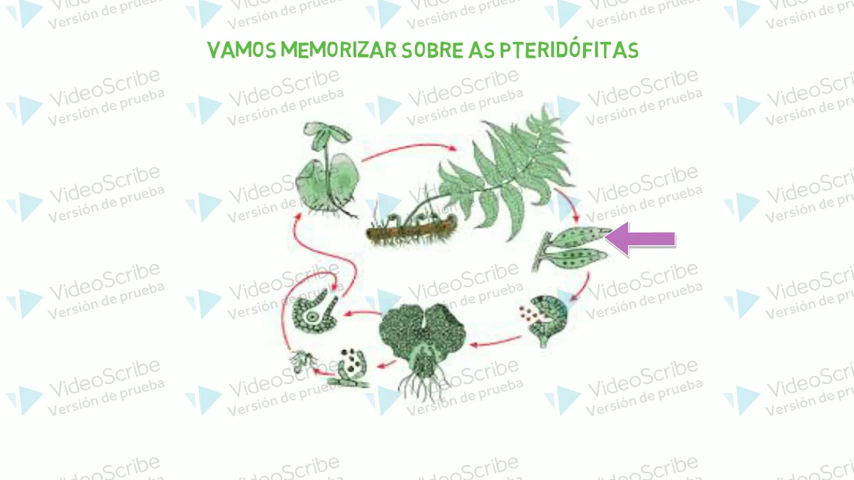 VAMOS MEMORIZAR SOBRE AS PTERIDÓFITAS
VideoScribe
Versión de prueba